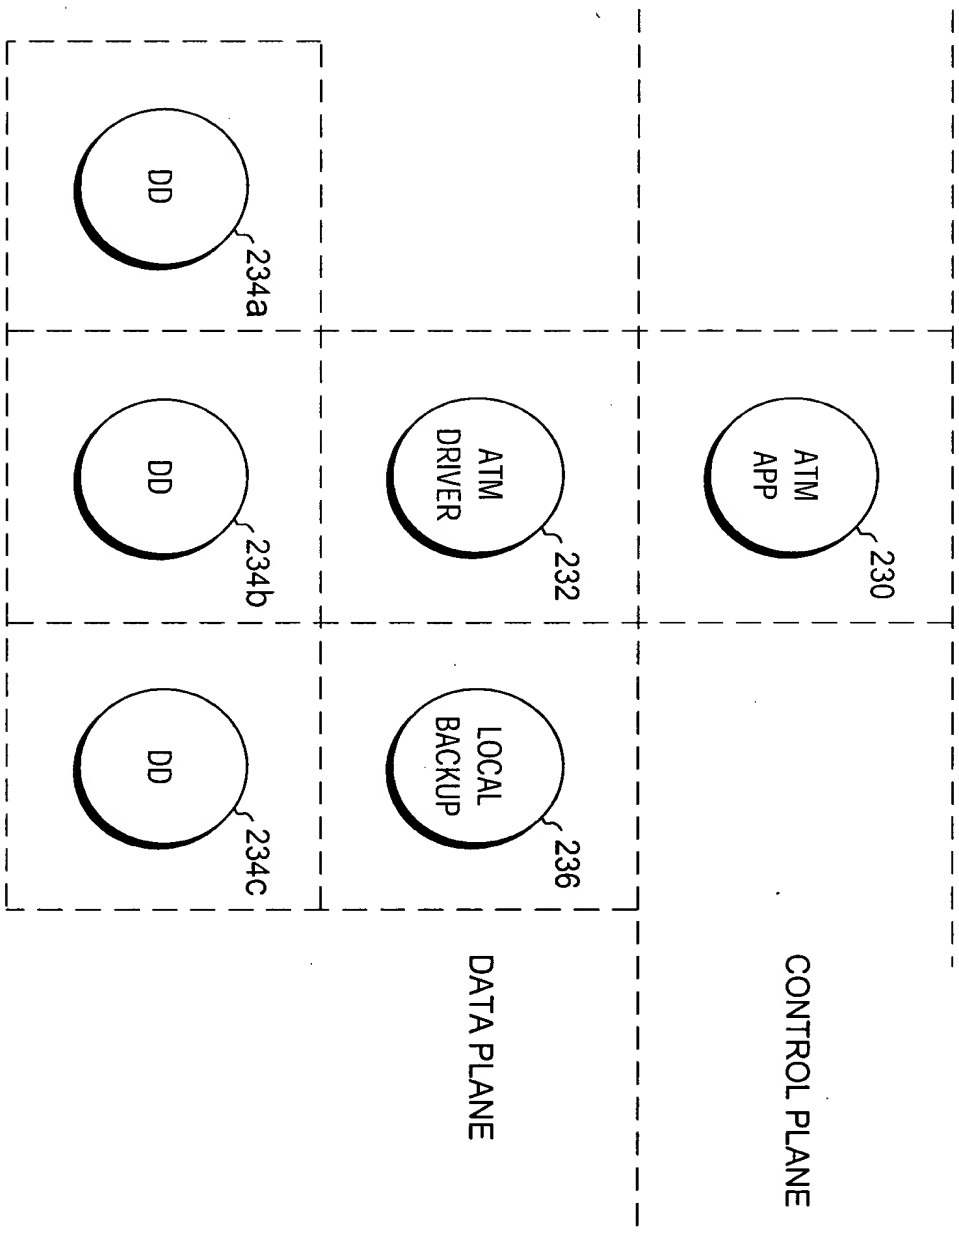 ATM
APP
230
CONTROL PLANE
ATM
DRIVER
232
LOCAL
BACKUP
236
DATA PLANE
DD
234a
DD
234b
DD
234c